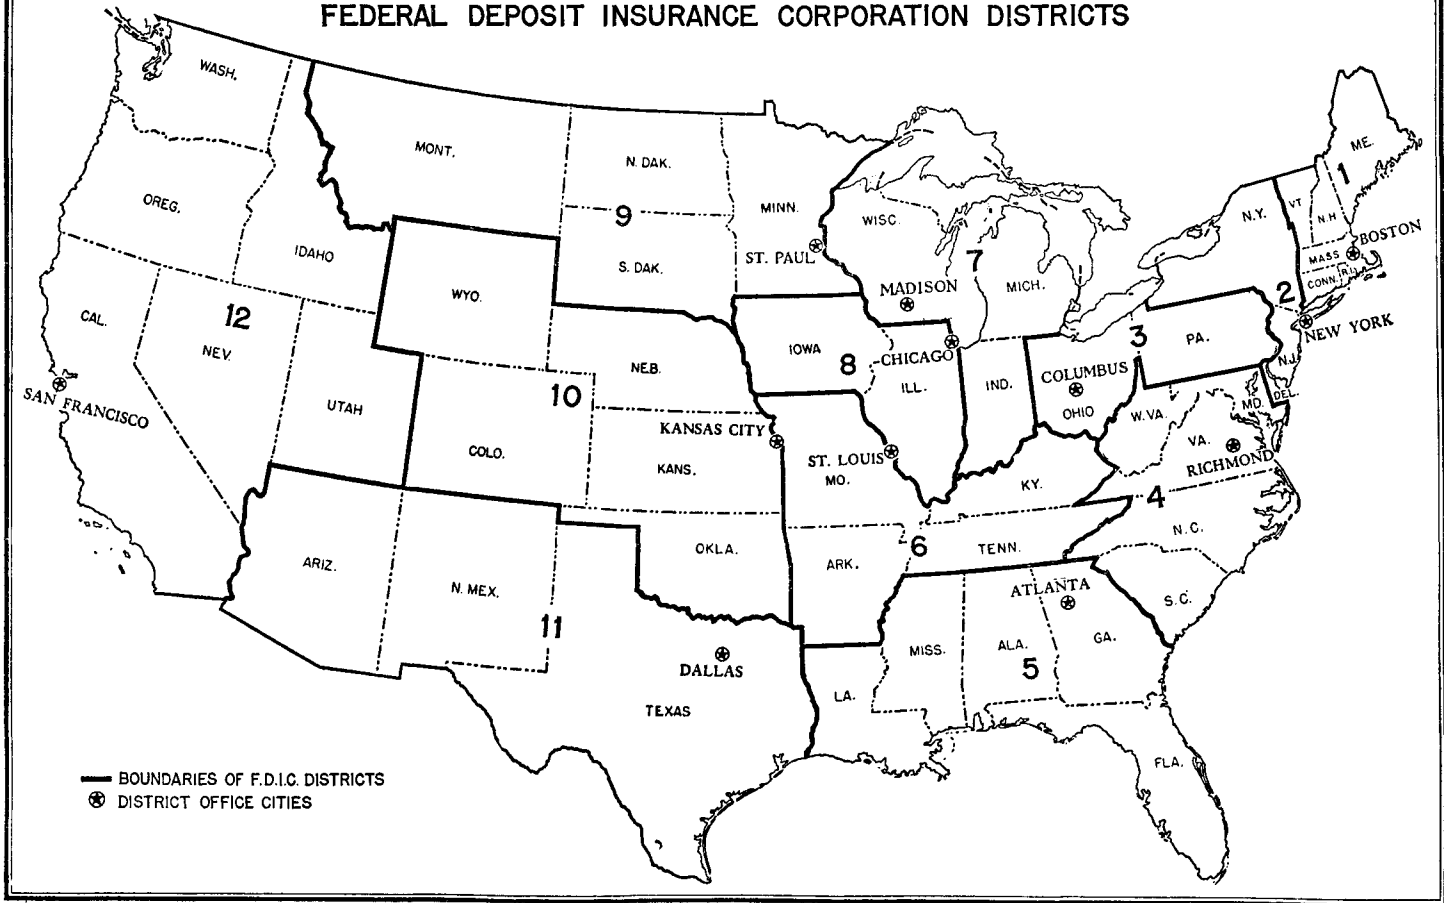 FEDERAL DEPOSIT INSURANCE CORPORATION DISTRICTS
WASH.
MONT.
N. DAK.
MINN.
ME.
1
OREG.
IDAHO
9
S. DAK.
ST. PAUL
WISC.
7
MICH.
MADISON
N.Y.
VT
N.H
BOSTON
MASS
CONN.
R.I.
2
NEW YORK
WYO.
CAL.
12
NEV.
SAN FRANCISCO
UTAH
10
NEB.
IOWA
8
CHICAGO
ILL.
IND.
COLUMBUS
OHIO
3
PA.
N.J.
DEL.
MD.
W.VA.
VA.
RICHMOND
COLO.
KANSAS CITY
KANS.
ST. LOUIS
MO.
KY.
4
N.C.
ARIZ.
N. MEX.
OKLA.
ARK.
6
TENN.
ATLANTA
S.C.
11
DALLAS
TEXAS
LA.
MISS.
ALA.
5
GA.
FLA.
BOUNDARIES OF F.D.I.C. DISTRICTS
DISTRICT OFFICE CITIES